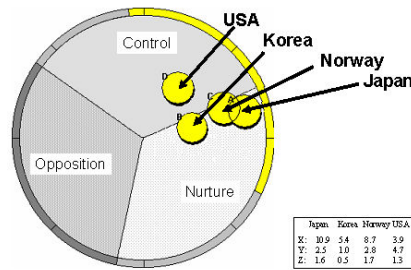 USA
Control
Korea
Norway
Japan
D
C
A
B
Opposition
Nurture
Japan Korea Norway USA
X: 10.9 5.4 8.7 3.9
Y: 2.5 1.0 2.8 4.7
Z: 1.6 0.5 1.7 1.3